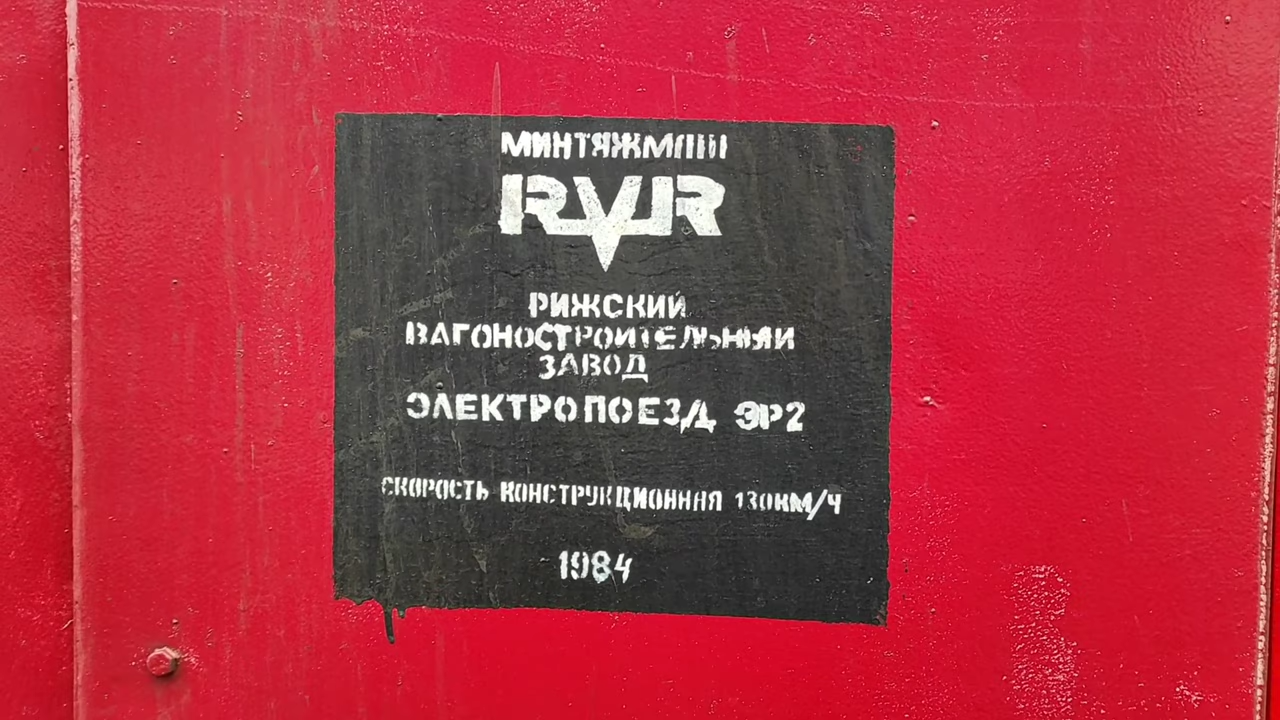 МИНТЯЖМАШ
RVR
РИЖСКИЙ
ВАГОНОСТРОИТЕЛЬНЫЙ
ЗАВОД
ЭЛЕКТРОПОЕЗД ЭР2
СКОРОСТЬ КОНСТРУКЦИОННАЯ 130КМ/Ч
1984